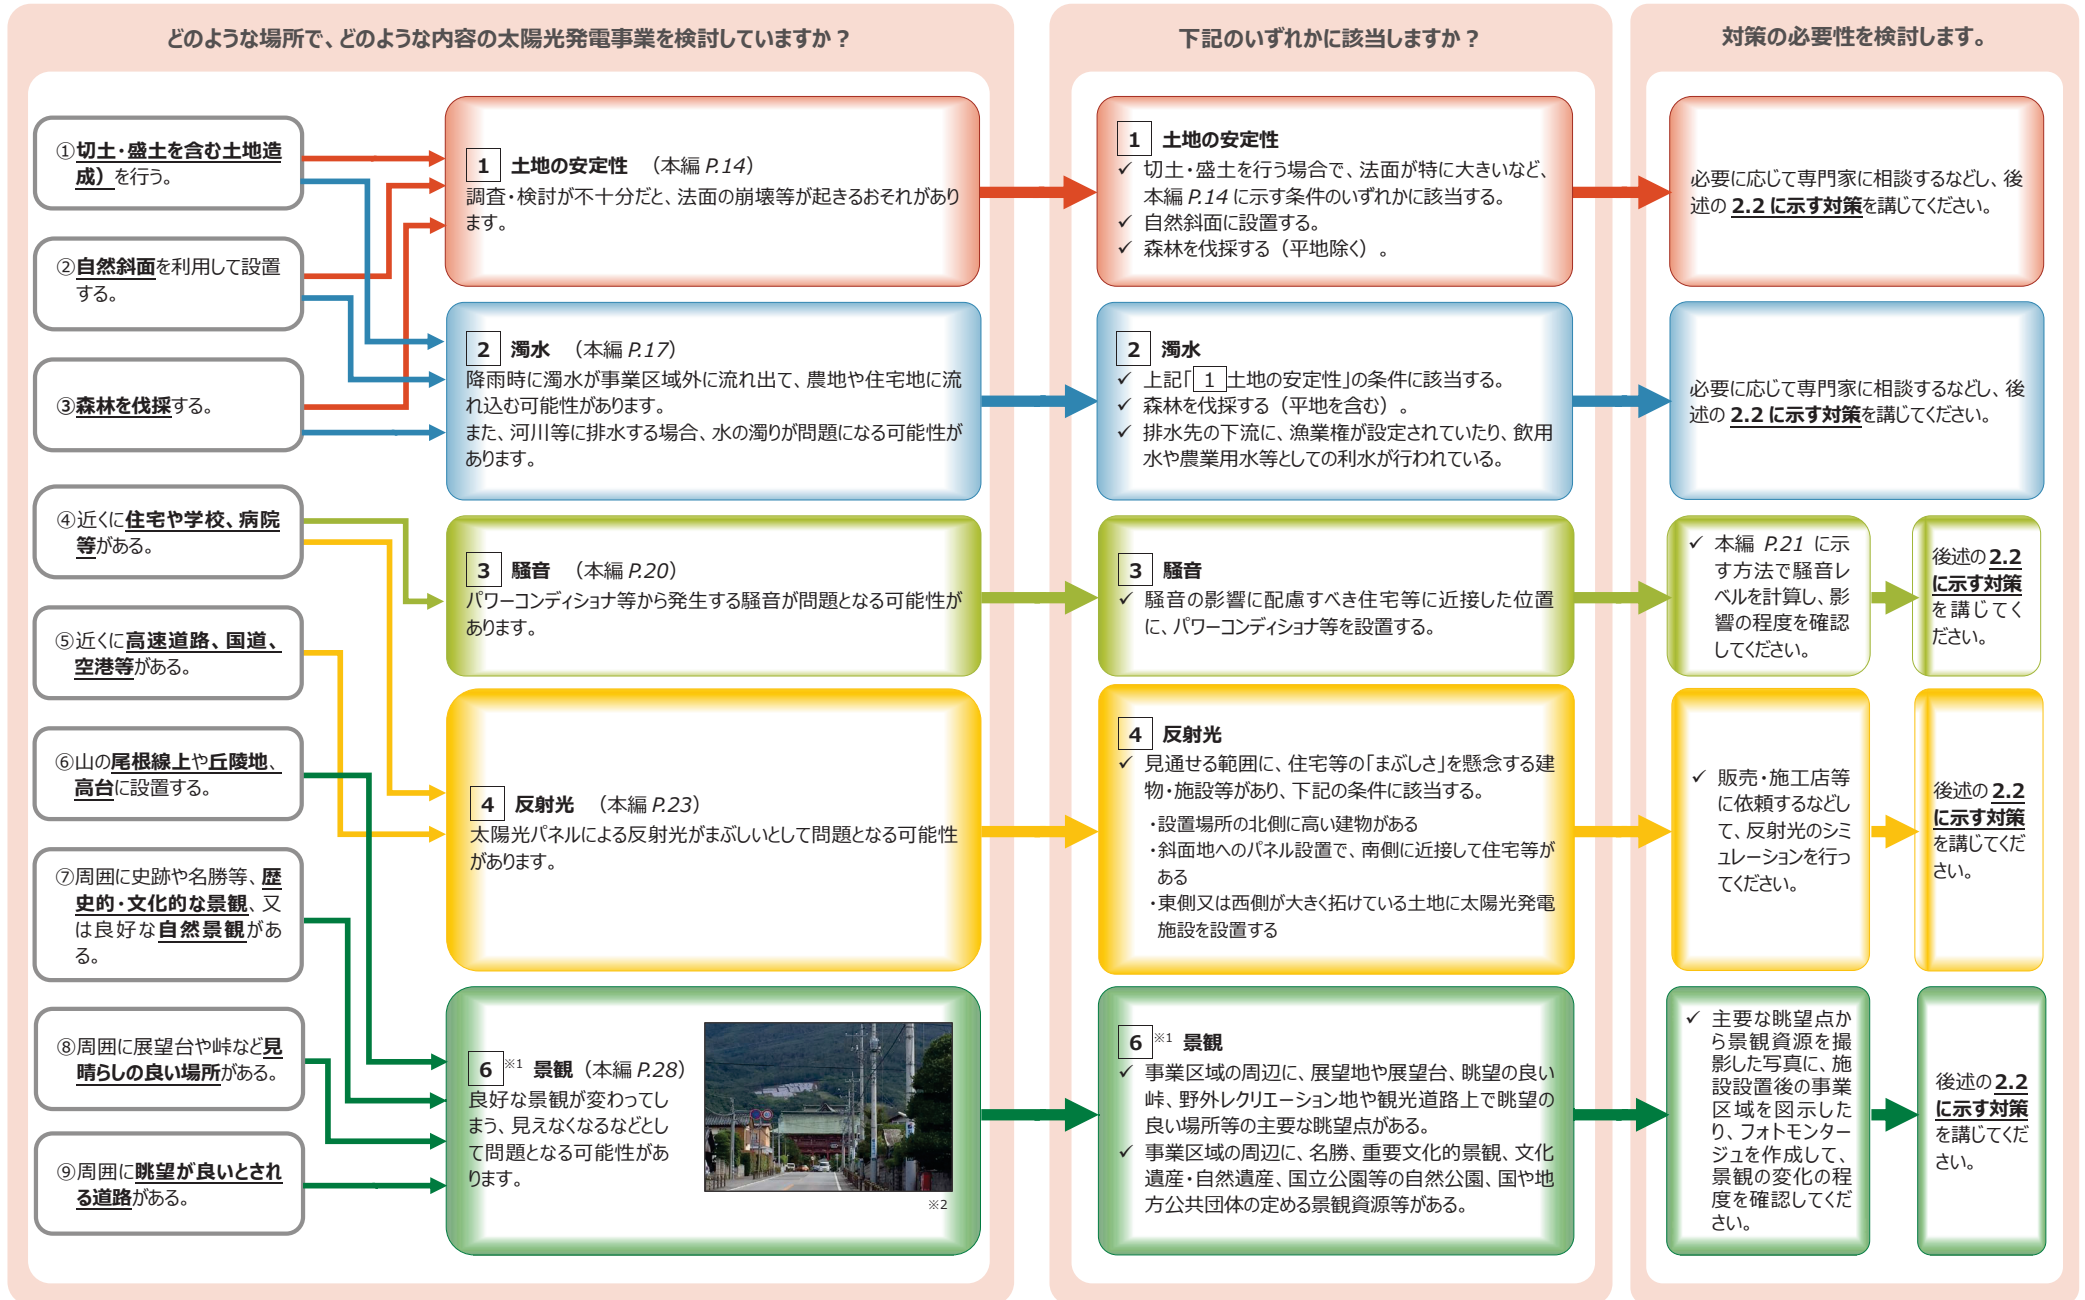 どのような場所で、どのような内容の太陽光発電事業を検討していますか？
①切土・盛土を含む土地造
成）を行う。
②自然斜面を利用して設置
する。
③森林を伐採する。
④近くに住宅や学校、病院
等がある。
⑤近くに高速道路、国道、
空港等がある。
⑥山の尾根線上や丘陵地、
高台に設置する。
⑦周囲に史跡や名勝等、歴
史的・文化的な景観、又
は良好な自然景観があ
る。
⑧周囲に展望台や峠など見
晴らしの良い場所がある。
⑨周囲に眺望が良いとされ
る道路がある。
1 土地の安定性 （本編 P.14）
調査・検討が不十分だと、法面の崩壊等が起きるおそれがあり
ます。
2 濁水 （本編 P.17）
降雨時に濁水が事業区域外に流れ出て、農地や住宅地に流
れ込む可能性があります。
また、河川等に排水する場合、水の濁りが問題になる可能性が
あります。
3 騒音 （本編 P.20）
パワーコンディショナ等から発生する騒音が問題となる可能性が
あります。
4 反射光 （本編 P.23）
太陽光パネルによる反射光がまぶしいとして問題となる可能性
があります。
6 ※1 景観（本編 P.28）
良好な景観が変わってし
まう、見えなくなるなどとし
て問題となる可能性があ
ります。
※2
下記のいずれかに該当しますか？
1 土地の安定性
✓ 切土・盛土を行う場合で、法面が特に大きいなど、
本編 P.14 に示す条件のいずれかに該当する。
✓ 自然斜面に設置する。
✓ 森林を伐採する（平地除く）。
2 濁水
✓ 上記「1 土地の安定性」の条件に該当する。
✓ 森林を伐採する（平地を含む）。
✓ 排水先の下流に、漁業権が設定されていたり、飲用
水や農業用水等としての利水が行われている。
3 騒音
✓ 騒音の影響に配慮すべき住宅等に近接した位置
に、パワーコンディショナ等を設置する。
4 反射光
✓ 見通せる範囲に、住宅等の「まぶしさ」を懸念する建
物・施設等があり、下記の条件に該当する。
・設置場所の北側に高い建物がある
・斜面地へのパネル設置で、南側に近接して住宅等が
ある
・東側又は西側が大きく拓けている土地に太陽光発電
施設を設置する
6 ※1 景観
✓ 事業区域の周辺に、展望地や展望台、眺望の良い
峠、野外レクリエーション地や観光道路上で眺望の
良い場所等の主要な眺望点がある。
✓ 事業区域の周辺に、名勝、重要文化的景観、文化
遺産・自然遺産、国立公園等の自然公園、国や地
方公共団体の定める景観資源等がある。
対策の必要性を検討します。
必要に応じて専門家に相談するなどし、後
述の 2.2 に示す対策を講じてください。
必要に応じて専門家に相談するなどし、後
述の 2.2 に示す対策を講じてください。
✓ 本編 P.21 に示
す方法で騒音レ
ベルを計算し、影
響の程度を確認
してください。
後述の 2.2
に示す対策
を講じてく
ださい。
✓ 販売・施工店等
に依頼するなどし
て、反射光のシミ
ュレーションを行っ
てください。
後述の 2.2
に示す対策
を講じてくだ
さい。
✓ 主要な眺望点か
ら景観資源を撮
影した写真に、施
設設置後の事業
区域を図示した
り、フォトモンター
ジュを作成して、
景観の変化の程
度を確認してくだ
さい。
後述の 2.2
に示す対策
を講じてくだ
さい。